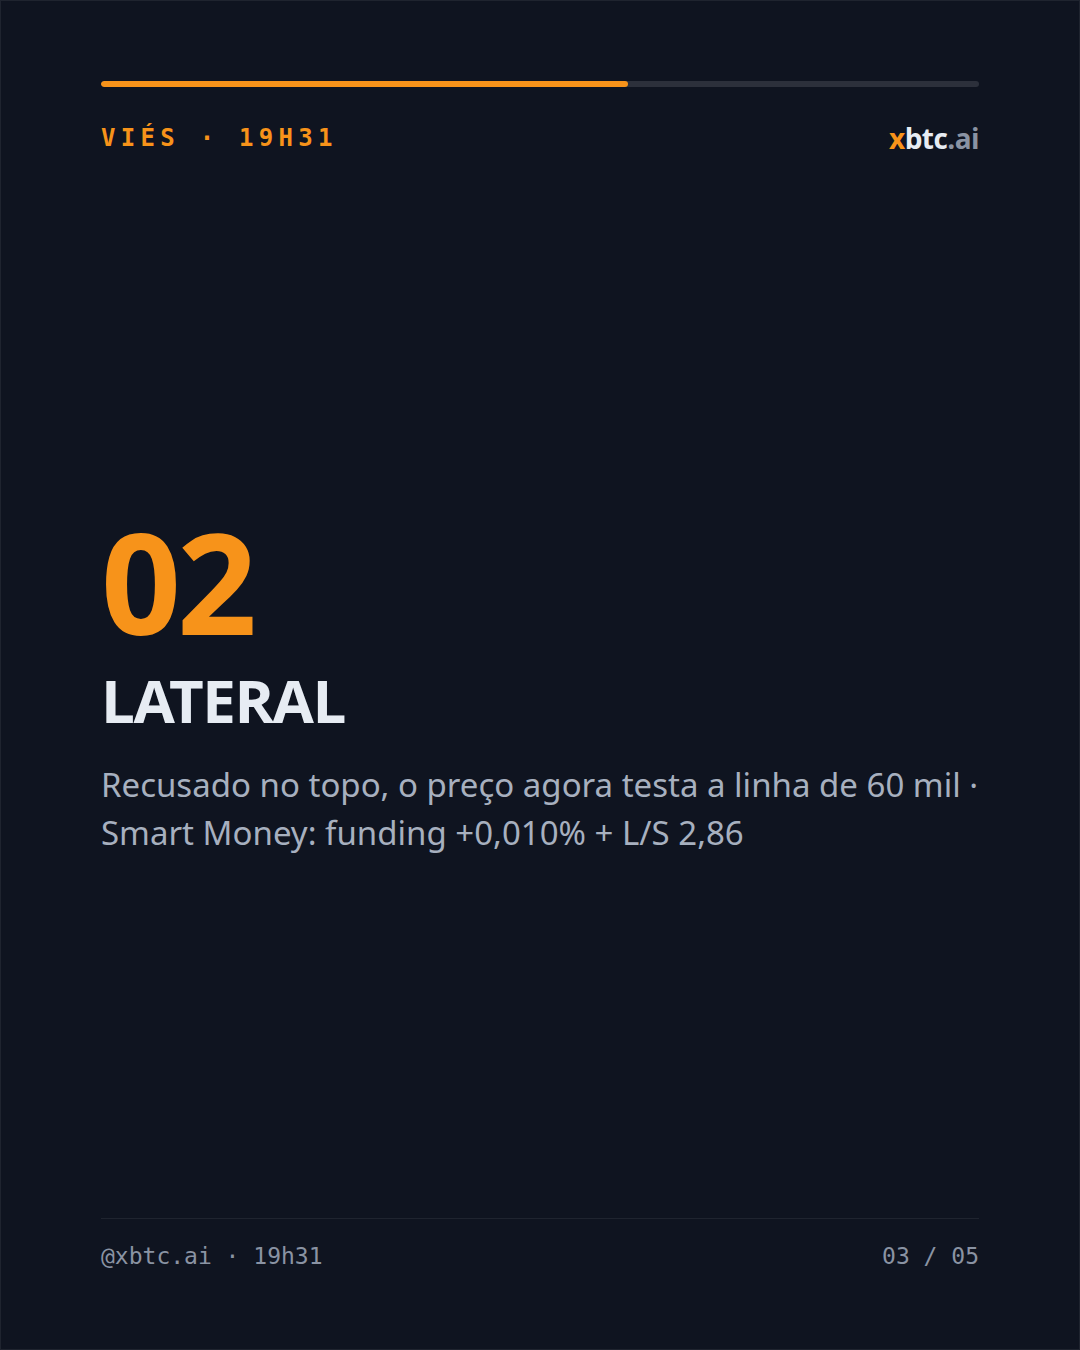 VIÉS · 19H31
xbtc.ai
02
LATERAL
Recusado no topo, o preço agora testa a linha de 60 mil ·
Smart Money: funding +0,010% + L/S 2,86
@xbtc.ai · 19h31
03 / 05